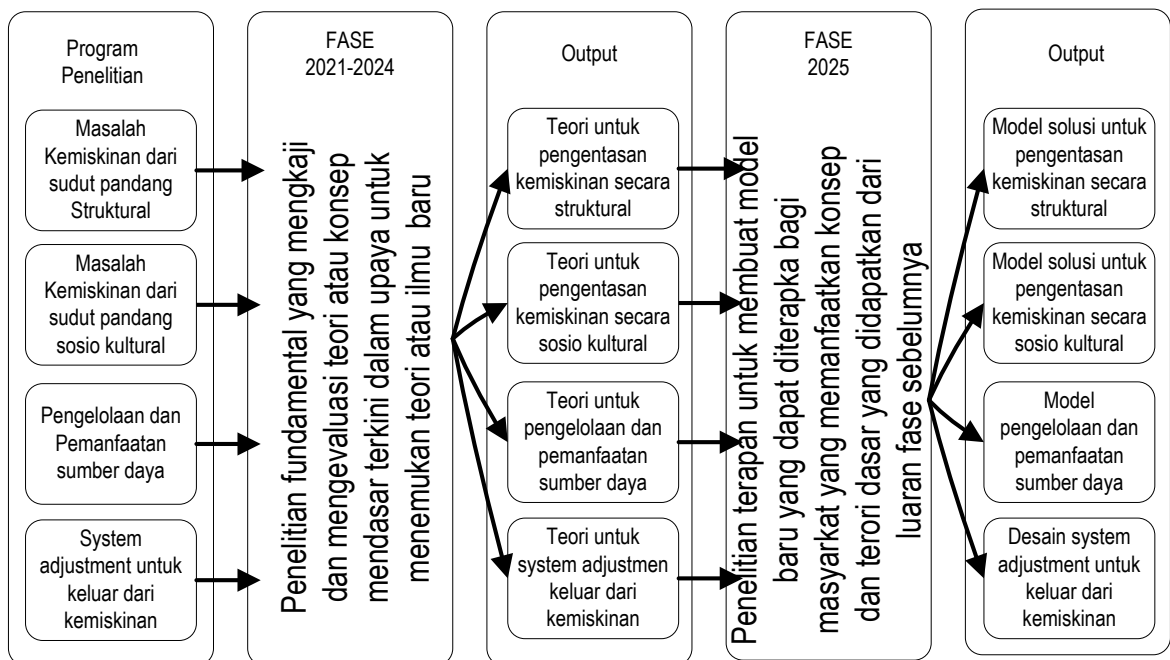 Program
Penelitian
Masalah
Kemiskinan dari
sudut pandang
Struktural
Masalah
Kemiskinan dari
sudut pandang
sosio kultural
Pengelolaan dan
Pemanfaatan
sumber daya
System
adjustment untuk
keluar dari
kemiskinan
FASE
2021-2024
Penelitian fundamental yang mengkaji
dan mengevaluasi teori atau konsep
mendasar terkini dalam upaya untuk
menemukan teori atau ilmu baru
Output
Teori untuk
pengentasan
kemiskinan secara
struktural
Teori untuk
pengentasan
kemiskinan secara
sosio kultural
Teori untuk
pengelolaan dan
pemanfaatan
sumber daya
Teori untuk
system adjustmen
keluar dari
kemiskinan
FASE
2025
Penelitian terapan untuk membuat model
baru yang dapat diterapka bagi
masyarkat yang memanfaatkan konsep
dan terori dasar yang didapatkan dari
luaran fase sebelumnya
Output
Model solusi untuk
pengentasan
kemiskinan secara
struktural
Model solusi untuk
pengentasan
kemiskinan secara
sosio kultural
Model
pengelolaan dan
pemanfaatan
sumber daya
Desain system
adjustment untuk
keluar dari
kemiskinan